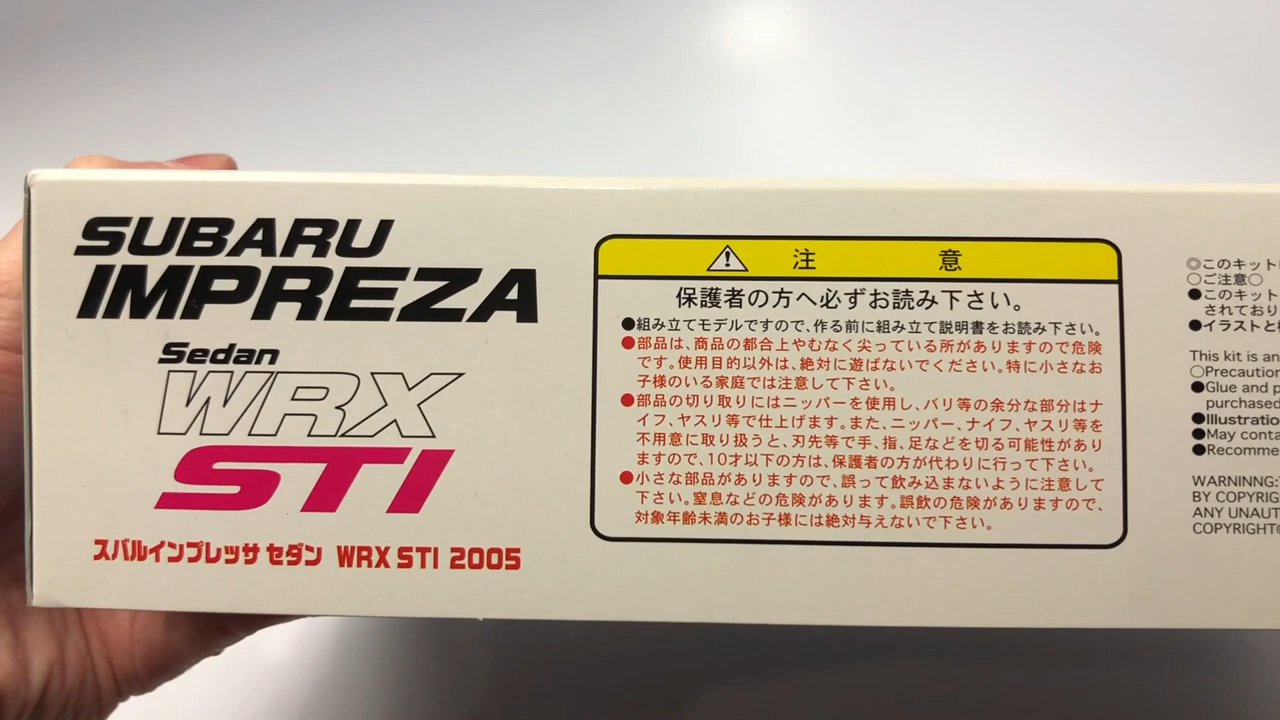 SUBARU
IMPREZA
Sedan
WRX
STI
スバルインプレッサ セダン WRX STI 2005
注意
保護者の方へ必ずお読み下さい。
●組み立てモデルですので、作る前に組み立て説明書をお読み下さい。
●部品は、商品の都合上やむなく尖っている所がありますので危険
です。使用目的以外は、絶対に遊ばないでください。特に小さなお
子様のいる家庭では注意して下さい。
●部品の切り取りにはニッパーを使用し、バリ等の余分な部分はナ
イフ、ヤスリ等で仕上げます。また、ニッパー、ナイフ、ヤスリ等を
不用意に取り扱うと、刃先等で手、指、足などを切る可能性があり
ますので、10才以下の方は、保護者の方が代わりに行って下さい。
●小さな部品がありますので、誤って飲み込まないように注意して
下さい。窒息などの危険があります。誤飲の危険がありますので、
対象年齢未満のお子様には絶対与えないで下さい。
◎このキット
○ご注意○
●このキット
されており
●イラストと
This kit is an
○Precaution
●Glue and p
purchased
●Illustratio
●May conta
●Recomme
WARNINNG:
BY COPYRIG
ANY UNAUT
COPYRIGHT©